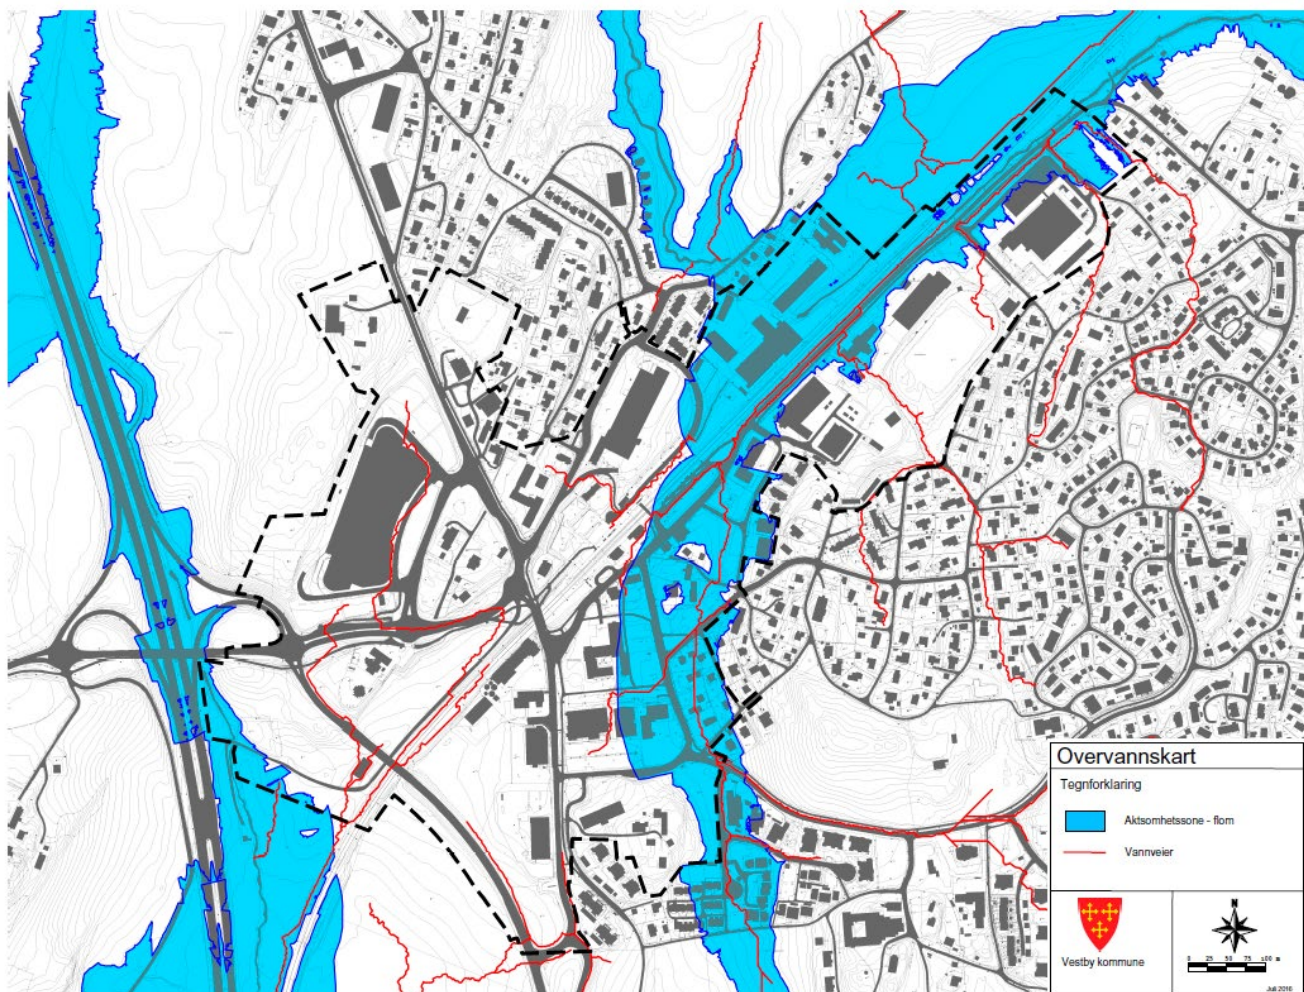 Overvannskart
Tegnforklaring
Aktsomhetssone - flom
Vannveier
Vestby kommune
N
0 25 50 75 100 m
Juli 2016